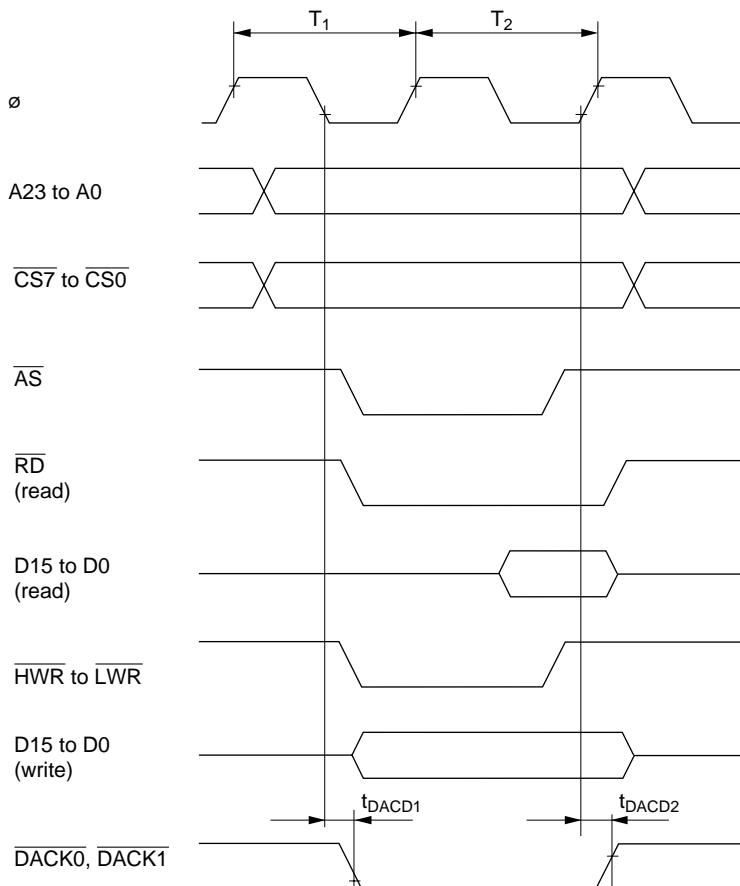 T1 T2
ø
A23 to A0
CS7 to CS0
AS
RD
(read)
D15 to D0
(read)
HWR to LWR
D15 to D0
(write)
tDACD1 tDACD2
DACK0, DACK1